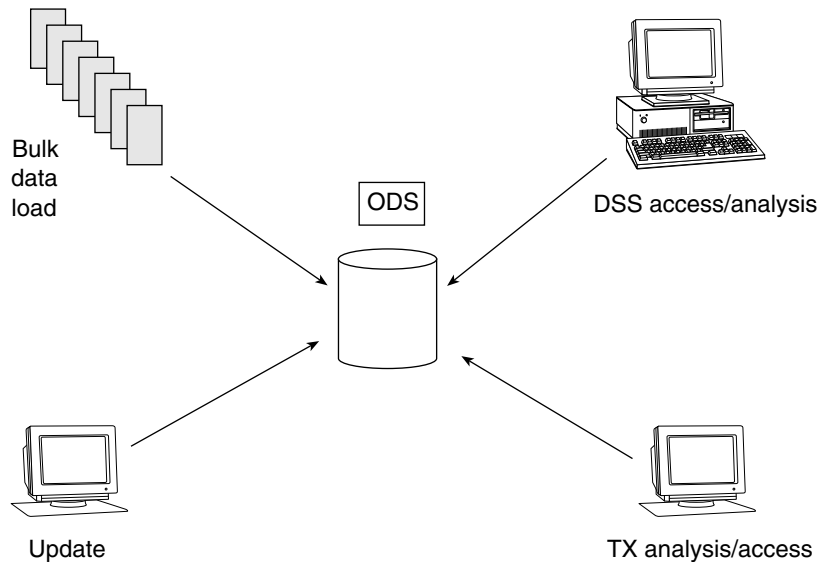 Bulk
data
load
ODS
DSS access/analysis
Update
TX analysis/access